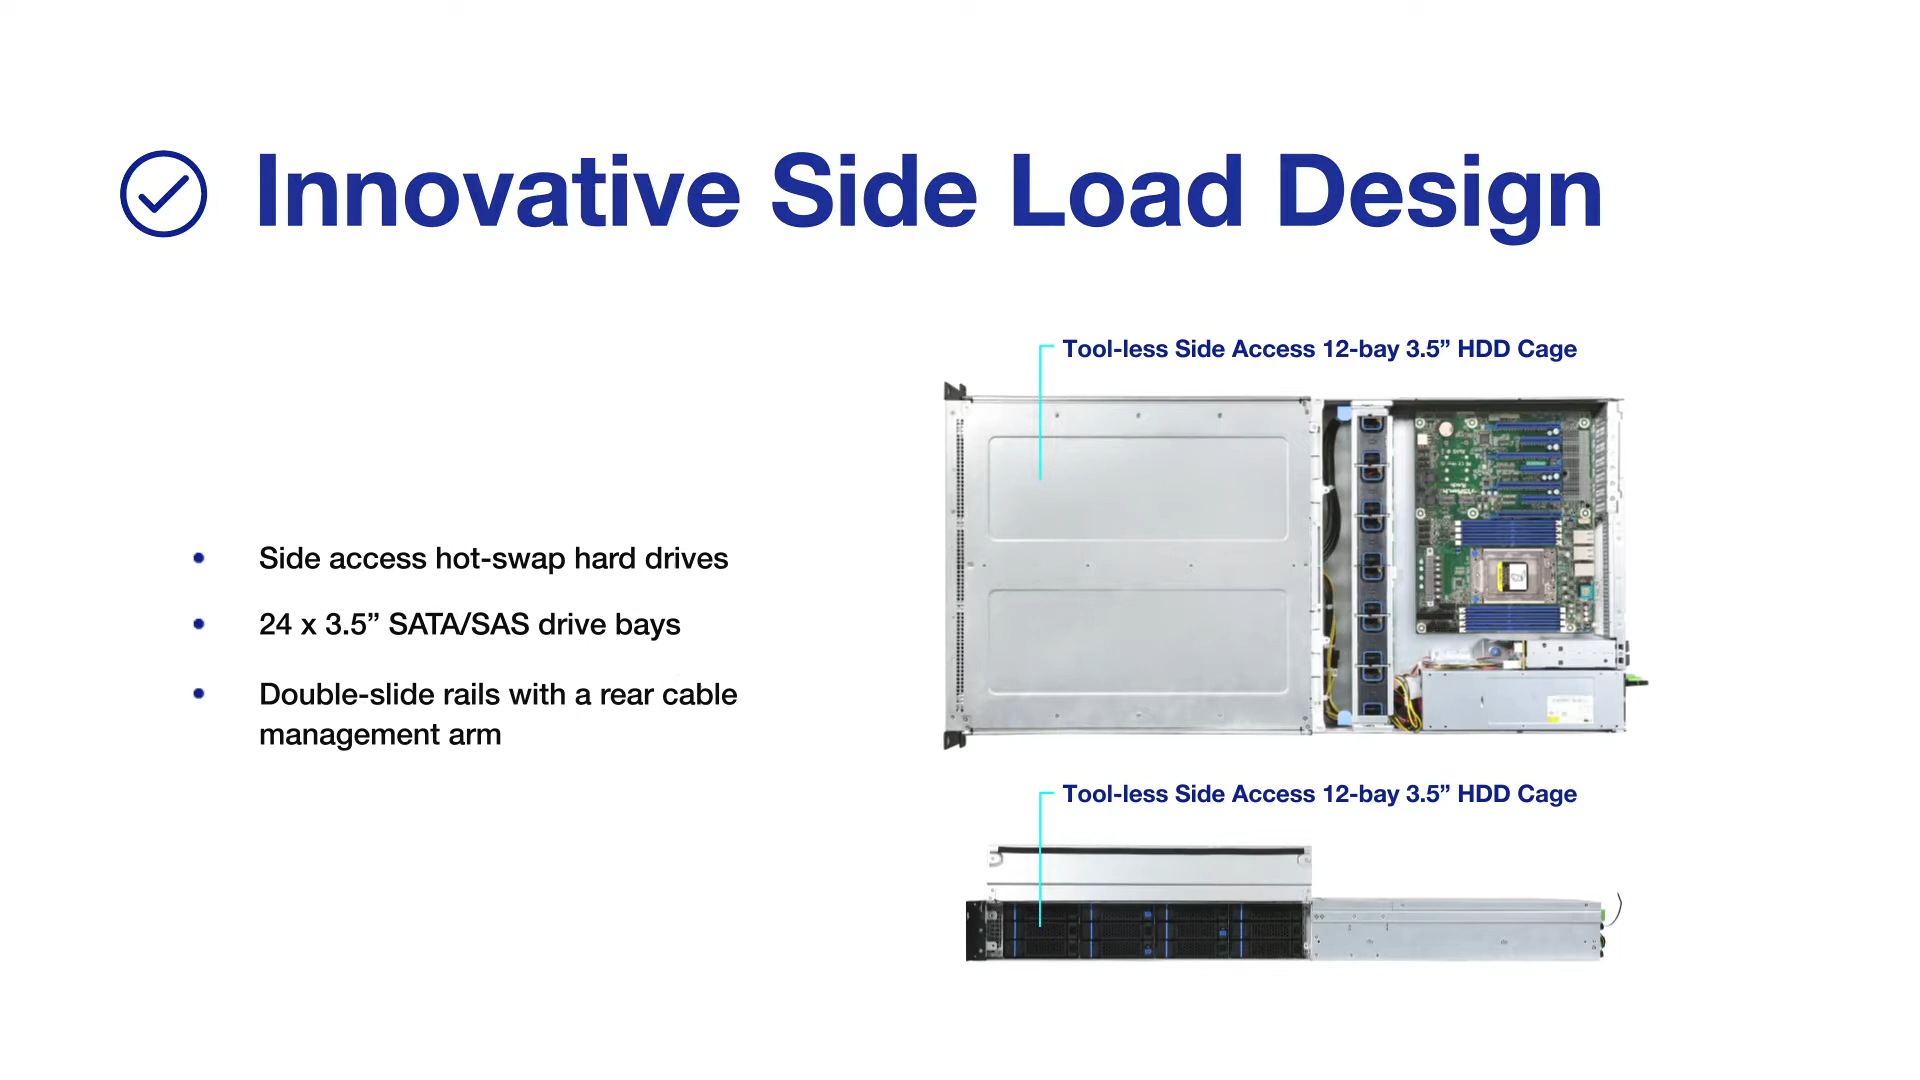 Innovative Side Load Design
Tool-less Side Access 12-bay 3.5” HDD Cage
Side access hot-swap hard drives
24 x 3.5” SATA/SAS drive bays
Double-slide rails with a rear cable
management arm
Tool-less Side Access 12-bay 3.5” HDD Cage